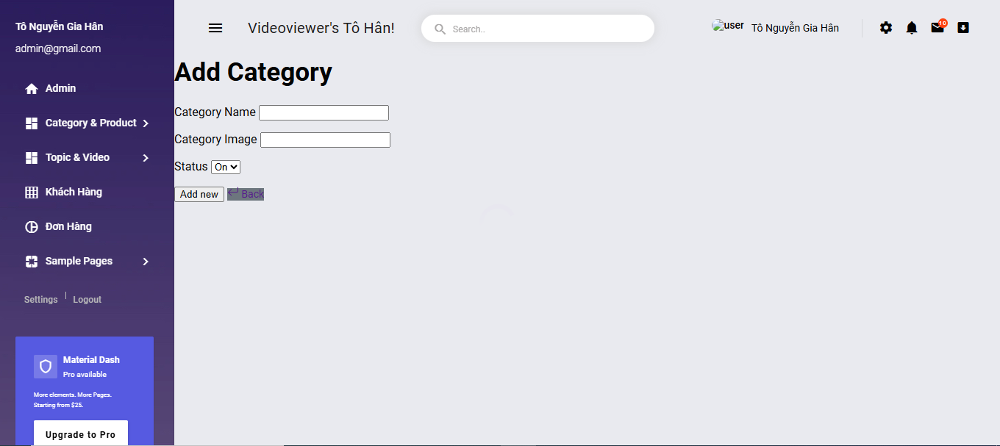 Tô Nguyễn Gia Hân
admin@gmail.com
Admin
Category & Product
Topic & Video
Khách Hàng
Đơn Hàng
Sample Pages
Settings
Logout
Material Dash
Pro available
More elements. More Pages.
Starting from $25.
Upgrade to Pro
Videoviewer's Tô Hân!
Search..
user
Tô Nguyễn Gia Hân
10
Add Category
Category Name
Category Image
Status On
Add new Back